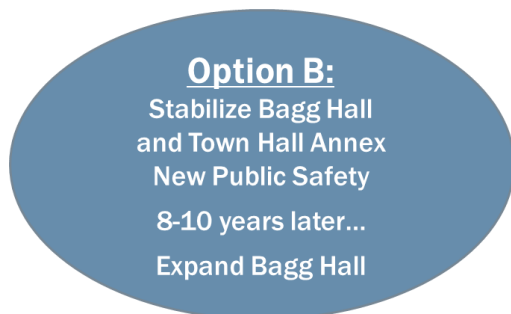 Option B:
Stabilize Bagg Hall
and Town Hall Annex
New Public Safety
8-10 years later...
Expand Bagg Hall